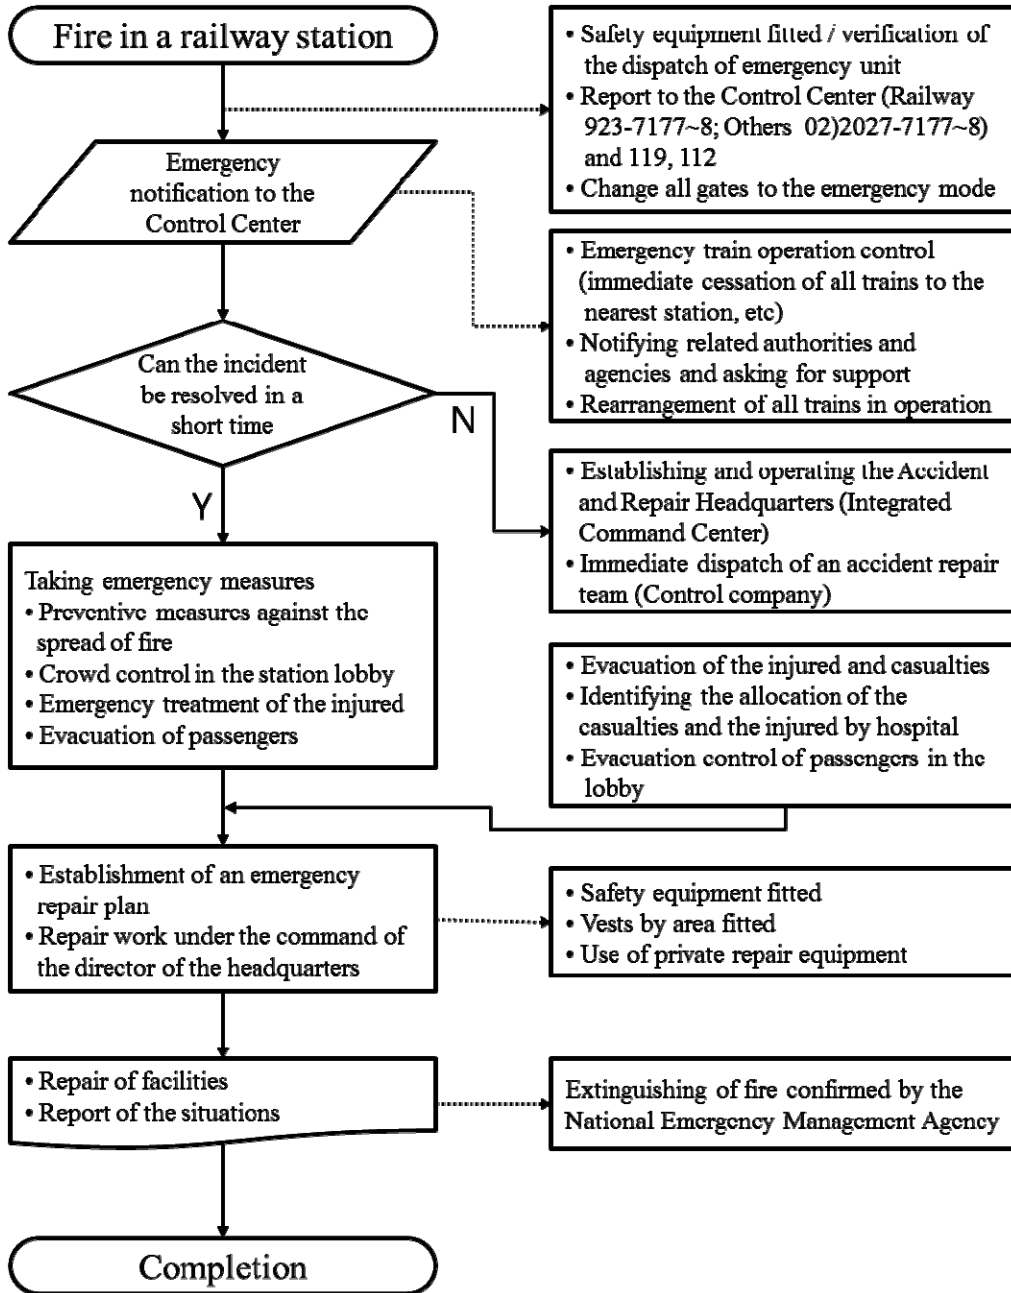 Fire in a railway station
• Safety equipment fitted / verification of
the dispatch of emergency unit
• Report to the Control Center (Railway
923-7177~8; Others 02)2027-7177~8)
and 119, 112
• Change all gates to the emergency mode
Emergency
notification to the
Control Center
• Emergency train operation control
(immediate cessation of all trains to the
nearest station, etc)
• Notifying related authorities and
agencies and asking for support
• Rearrangement of all trains in operation
Can the incident
be resolved in a
short time
N
Y
• Establishing and operating the Accident
and Repair Headquarters (Integrated
Command Center)
• Immediate dispatch of an accident repair
team (Control company)
Taking emergency measures
• Preventive measures against the
spread of fire
• Crowd control in the station lobby
• Emergency treatment of the injured
• Evacuation of passengers
• Evacuation of the injured and casualties
• Identifying the allocation of the
casualties and the injured by hospital
• Evacuation control of passengers in the
lobby
• Establishment of an emergency
repair plan
• Repair work under the command of
the director of the headquarters
• Safety equipment fitted
• Vests by area fitted
• Use of private repair equipment
• Repair of facilities
• Report of the situations
Extinguishing of fire confirmed by the
National Emergency Management Agency
Completion